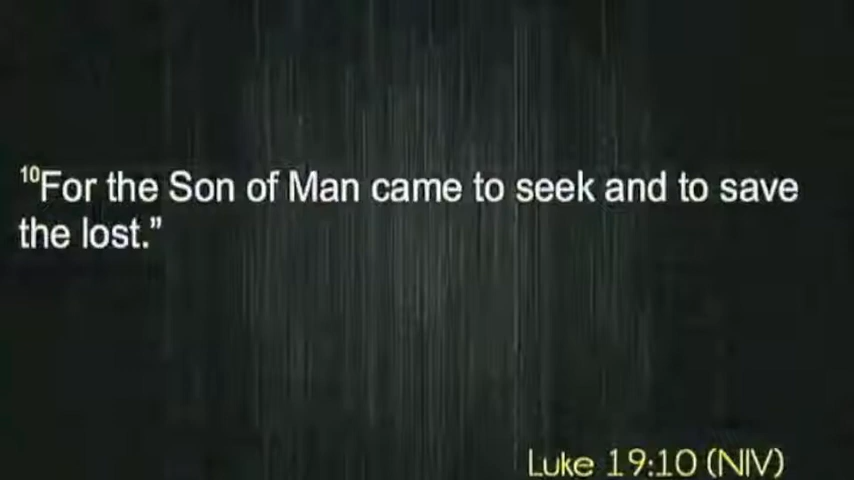 ¹⁰For the Son of Man came to seek and to save
the lost.”
Luke 19:10 (NIV)